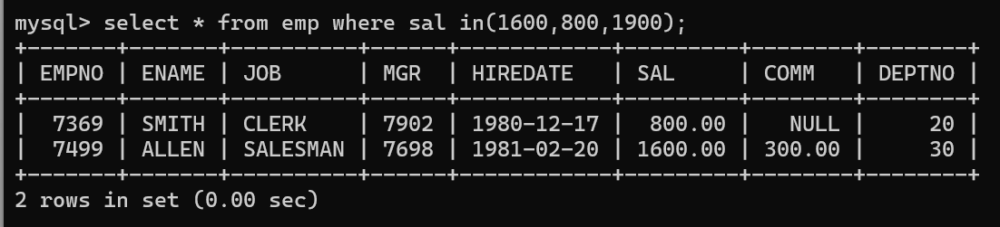 mysql> select * from emp where sal in(1600,800,1900);
+-------+-------+----------+------+------------+---------+--------+--------+
| EMPNO | ENAME | JOB      | MGR  | HIREDATE   | SAL     | COMM   | DEPTNO |
+-------+-------+----------+------+------------+---------+--------+--------+
|  7369 | SMITH | CLERK    | 7902 | 1980-12-17 |  800.00 |   NULL |     20 |
|  7499 | ALLEN | SALESMAN | 7698 | 1981-02-20 | 1600.00 | 300.00 |     30 |
+-------+-------+----------+------+------------+---------+--------+--------+
2 rows in set (0.00 sec)